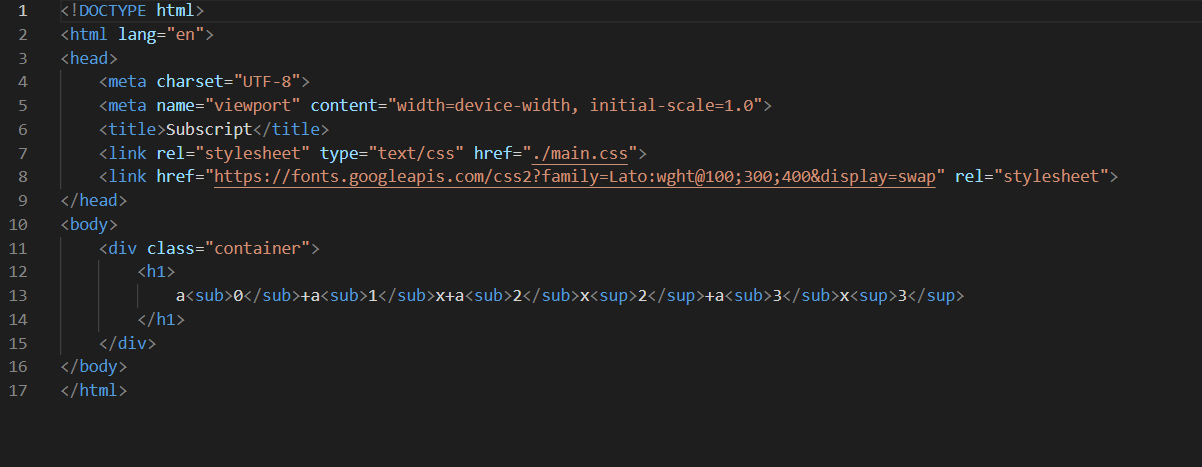 1 <!DOCTYPE html>
2 <html lang="en">
3 <head>
4     <meta charset="UTF-8">
5     <meta name="viewport" content="width=device-width, initial-scale=1.0">
6     <title>Subscript</title>
7     <link rel="stylesheet" type="text/css" href="./main.css">
8     <link href="https://fonts.googleapis.com/css2?family=Lato:wght@100;300;400&display=swap" rel="stylesheet">
9 </head>
10 <body>
11     <div class="container">
12         <h1>
13             a<sub>0</sub>+a<sub>1</sub>x+a<sub>2</sub>x<sup>2</sup>+a<sub>3</sub>x<sup>3</sup>
14         </h1>
15     </div>
16 </body>
17 </html>